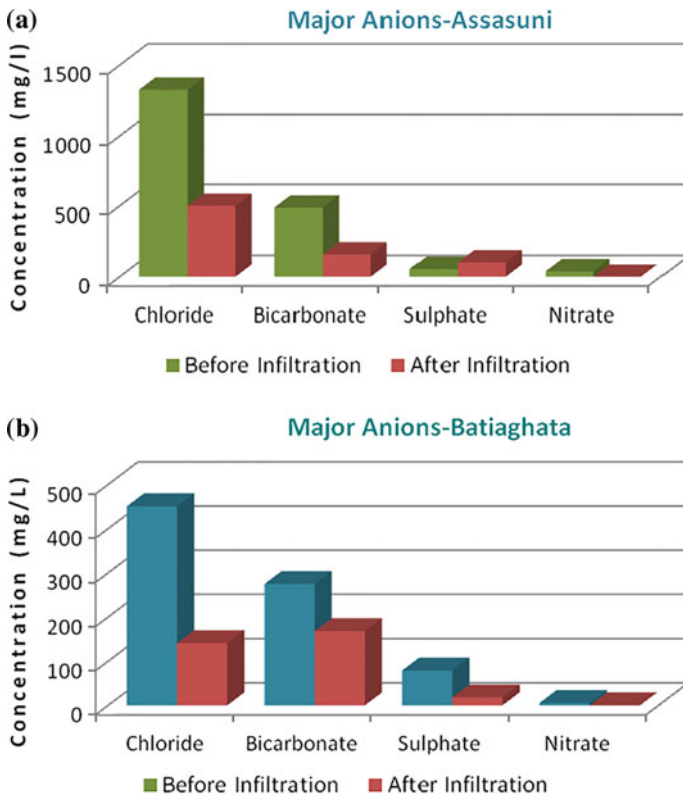 (a)
Major Anions-Assasuni
Concentration (mg/l)
1500
1000
500
0
Chloride Bicarbonate Sulphate Nitrate
Before Infiltration After Infiltration
(b)
Major Anions-Batiaghata
Concentration (mg/L)
500
400
300
200
100
0
Chloride Bicarbonate Sulphate Nitrate
Before Infiltration After Infiltration